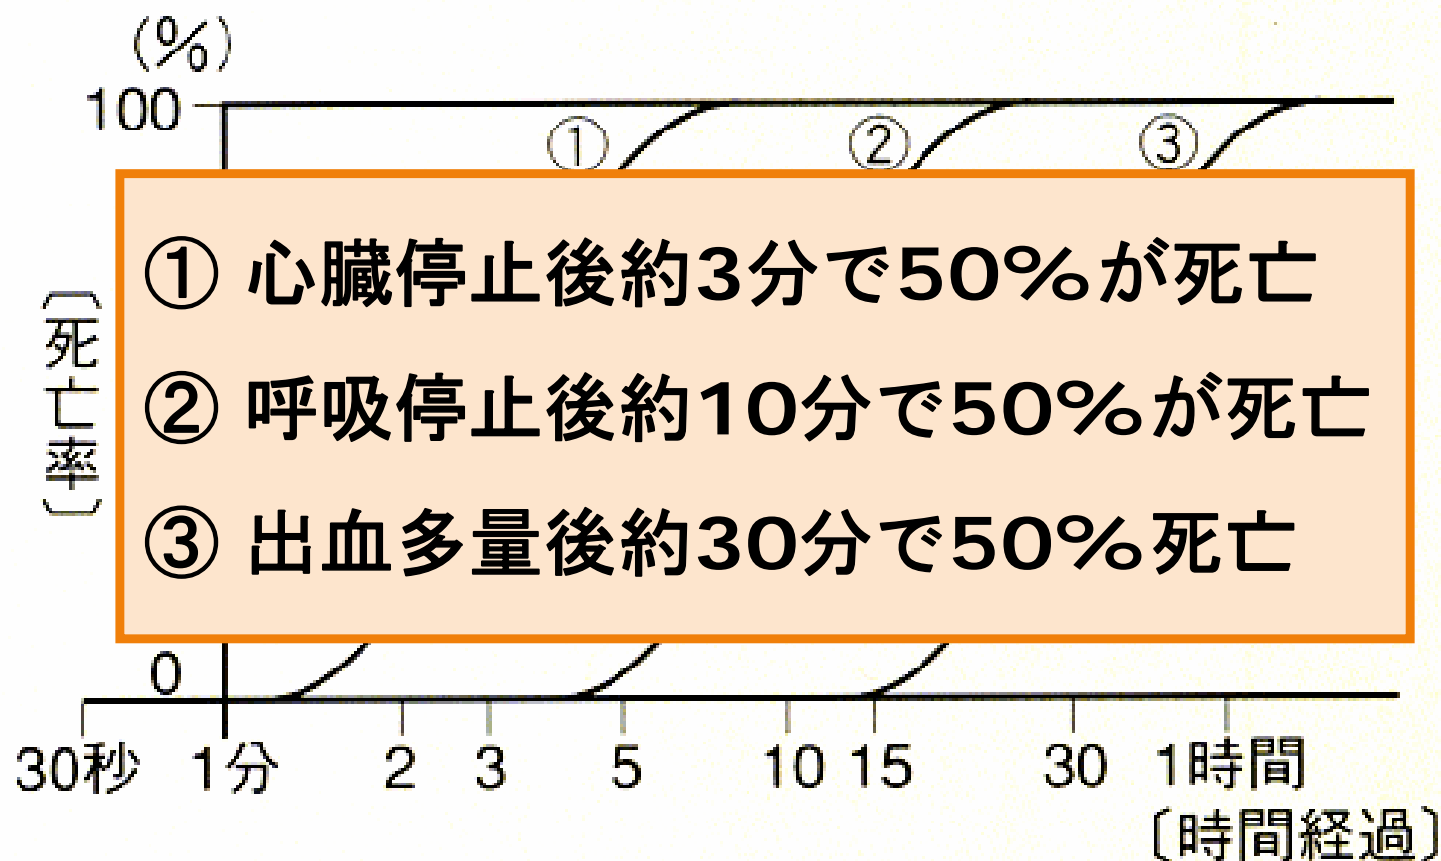 (%)
100
① ② ③
① 心臓停止後約3分で50%が死亡
② 呼吸停止後約10分で50%が死亡
③ 出血多量後約30分で50%死亡
〔死亡率〕
0
30秒 1分 2 3 5 10 15 30 1時間
〔時間経過〕